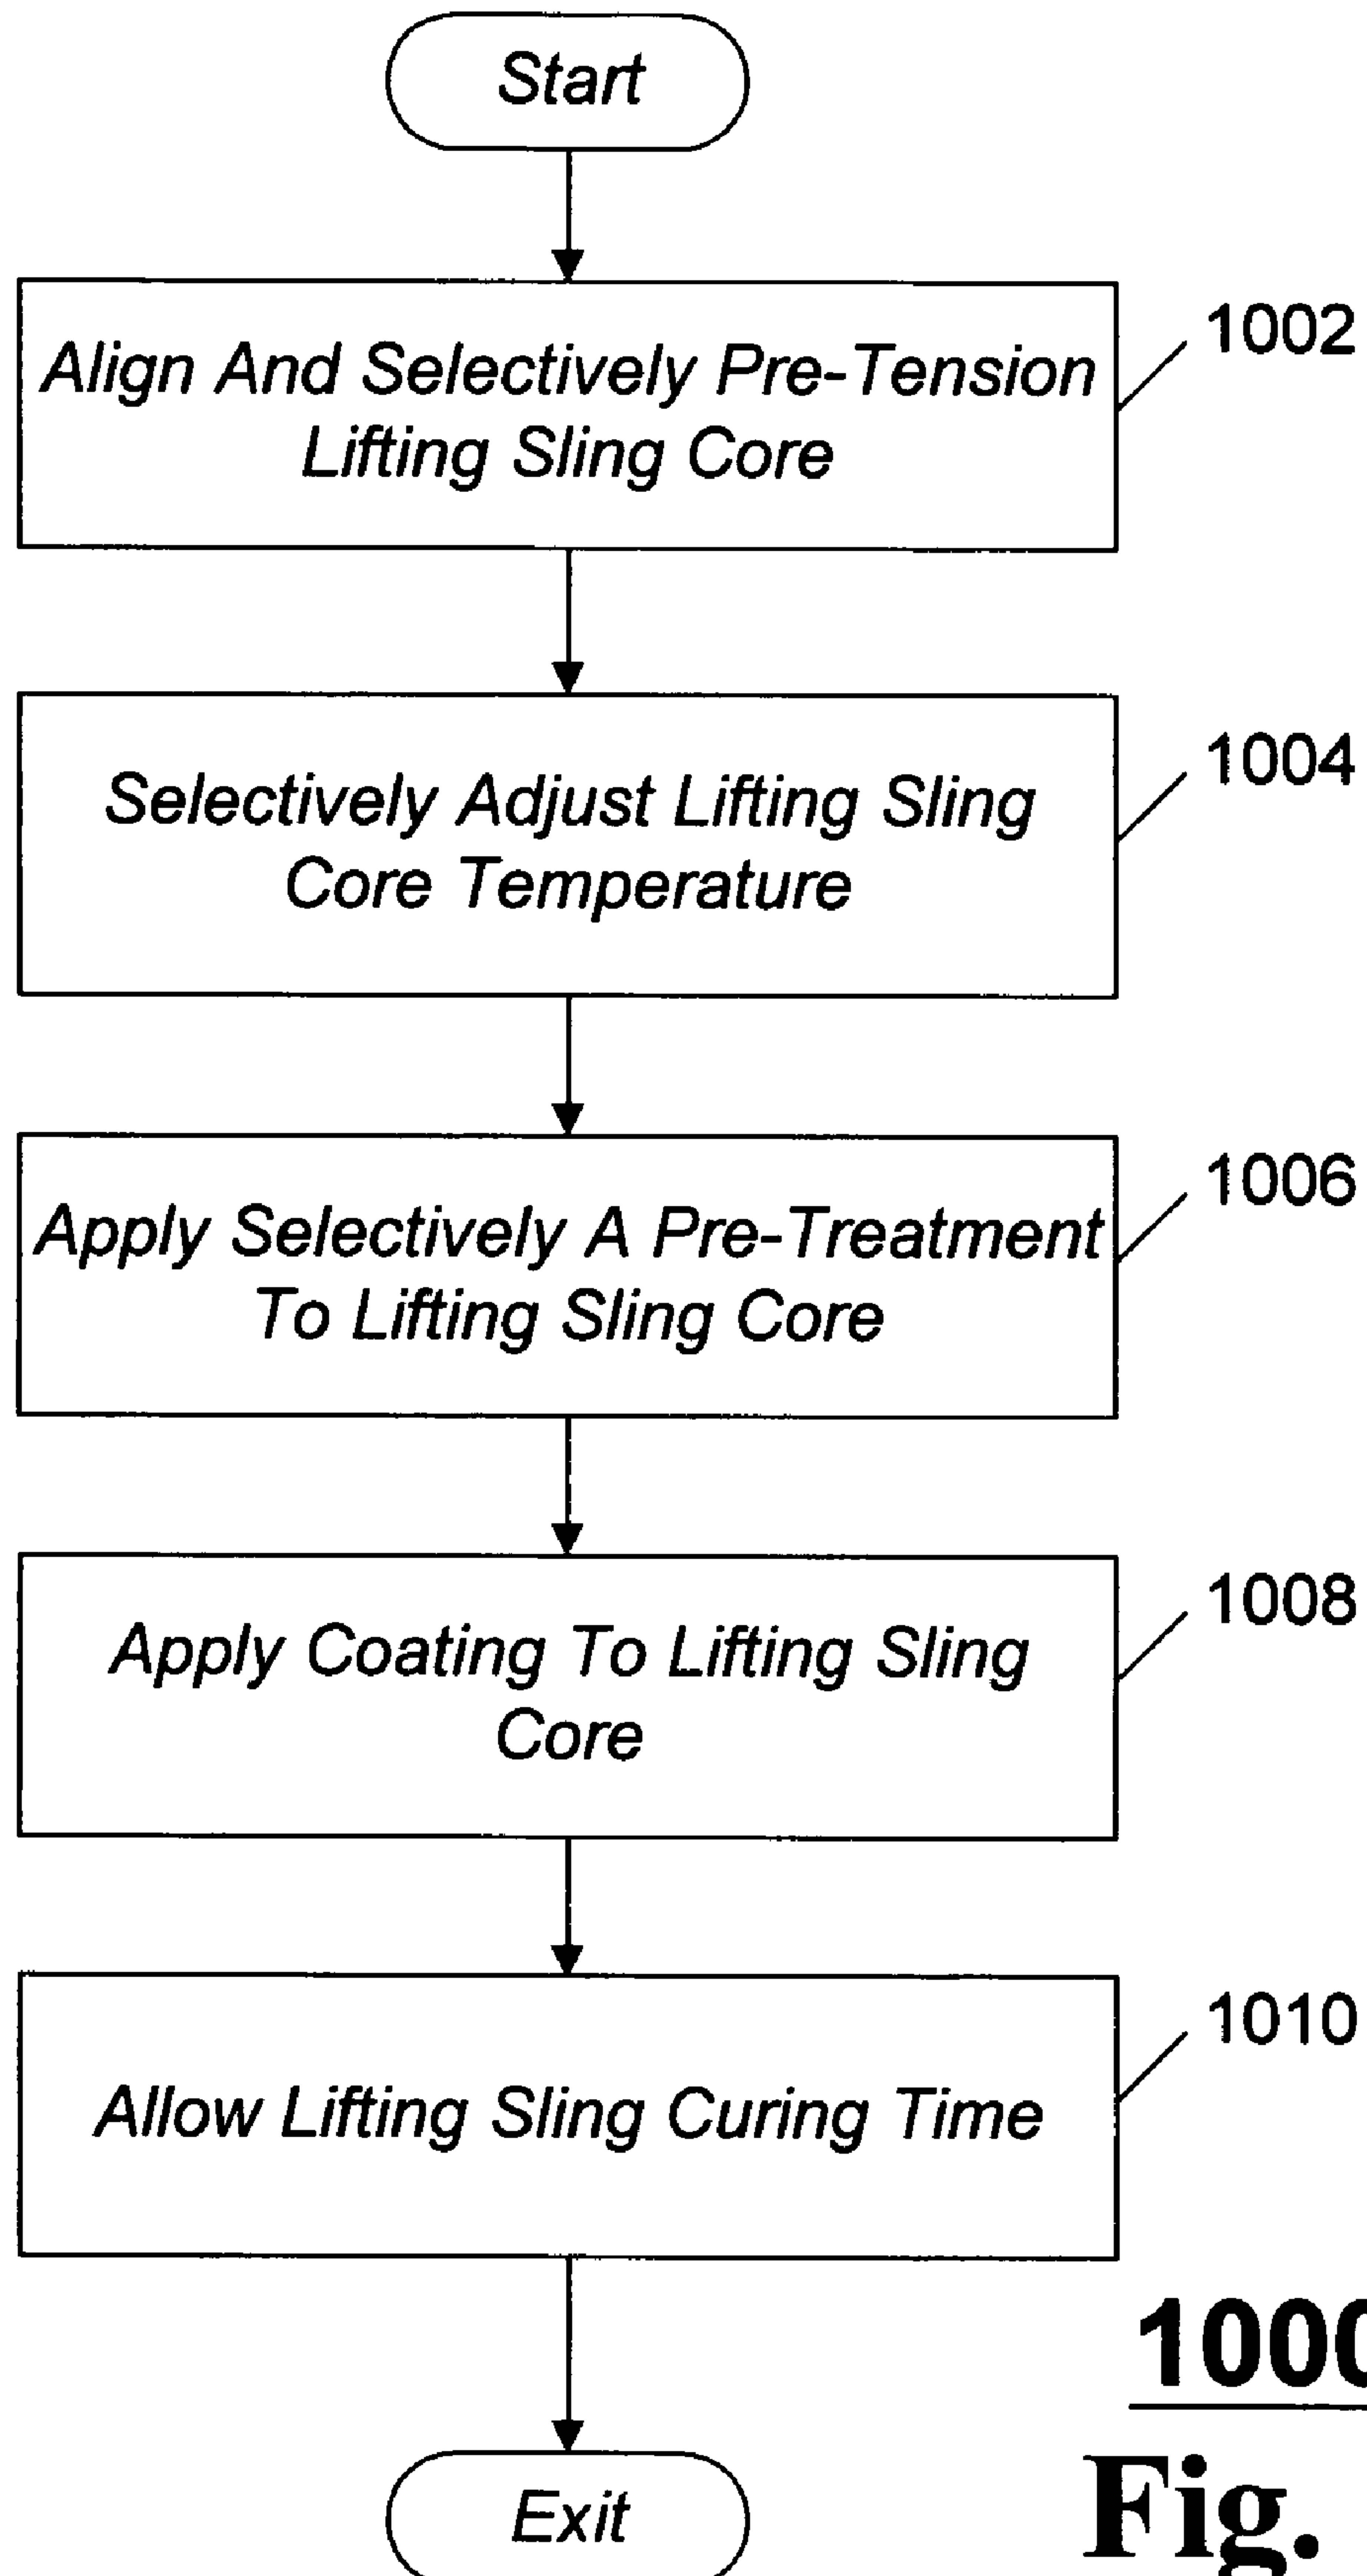 Start
Align And Selectively Pre-Tension
Lifting Sling Core
1002
Selectively Adjust Lifting Sling
Core Temperature
1004
Apply Selectively A Pre-Treatment
To Lifting Sling Core
1006
Apply Coating To Lifting Sling
Core
1008
Allow Lifting Sling Curing Time
1010
1000
Fig.
Exit